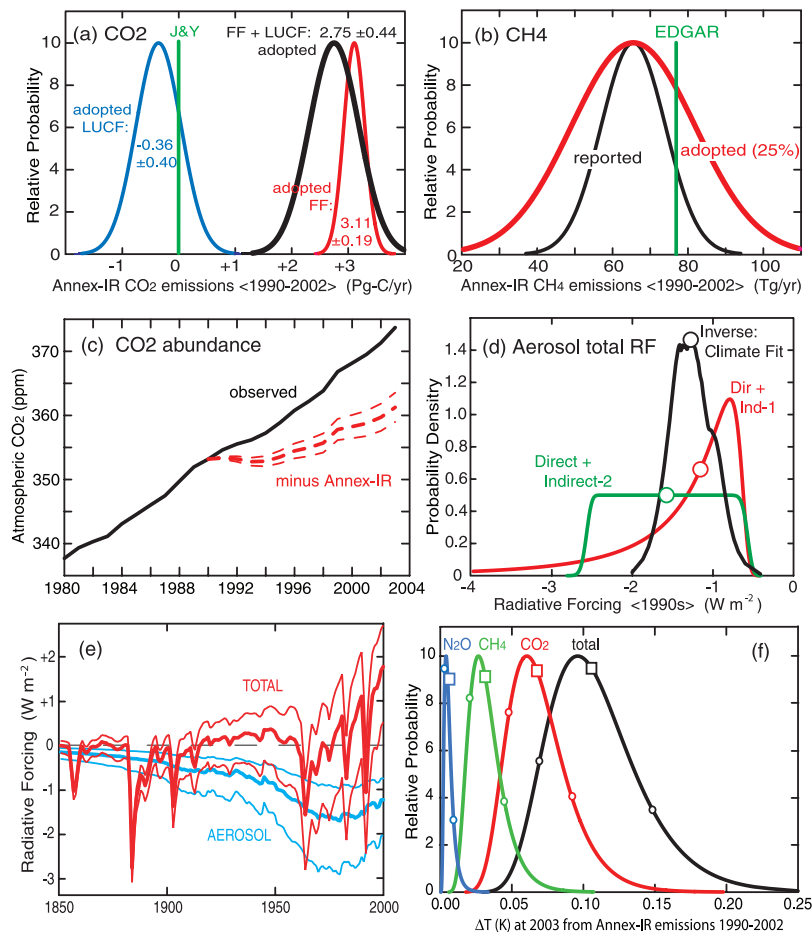 (a) CO2
J&Y
FF + LUCF: 2.75 ±0.44
adopted
adopted
LUCF:
-0.36
±0.40
adopted
FF:
3.11
±0.19
Relative Probability
10
8
6
4
2
0
-1
0
+1
+2
+3
Annex-IR CO2 emissions <1990-2002> (Pg-C/yr)
(b) CH4
EDGAR
reported
adopted (25%)
Relative Probability
10
8
6
4
2
0
20
40
60
80
100
Annex-IR CH4 emissions <1990-2002> (Tg/yr)
(c) CO2 abundance
observed
minus Annex-IR
Atmospheric CO2 (ppm)
370
360
350
340
1980
1984
1988
1992
1996
2000
2004
(d) Aerosol total RF
Inverse:
Climate Fit
Dir +
Ind-1
Direct +
Indirect-2
Probability Densitry
1.4
1.2
1.0
0.8
0.6
0.4
0.2
0
-4
-3
-2
-1
0
Radiative Forcing <1990s> (W m-2)
(e)
TOTAL
AEROSOL
Radiative Forcing (W m-2)
+2
+1
0
-1
-2
-3
1850
1900
1950
2000
N2O CH4 CO2 total
(f)
Relative Probability
10
8
6
4
2
0
0.00
0.05
0.10
0.15
0.20
0.25
ΔT (K) at 2003 from Annex-IR emissions 1990-2002